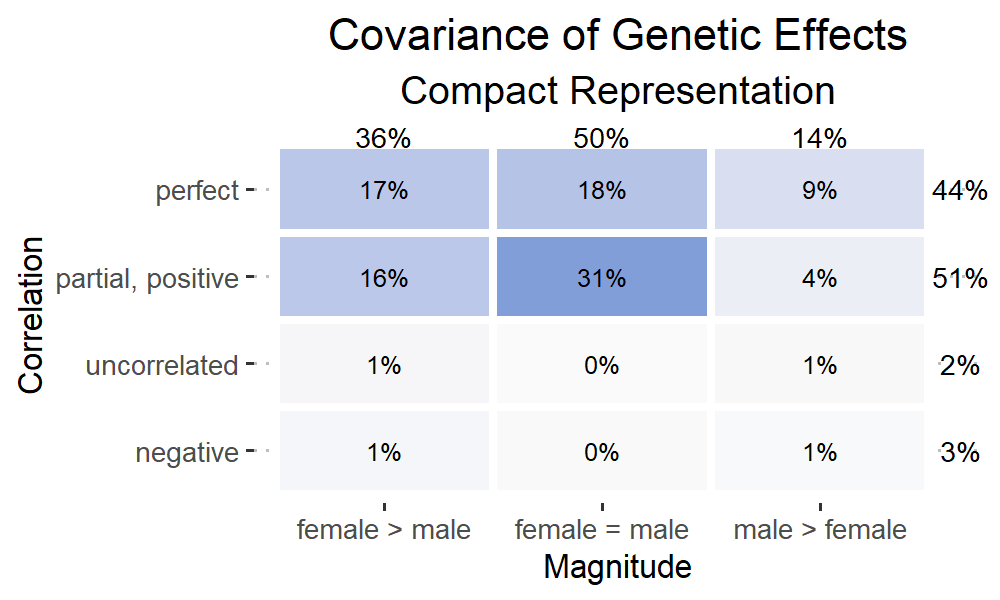 Covariance of Genetic Effects
Compact Representation
36% 50% 14%
perfect 17% 18% 9% 44%
partial, positive 16% 31% 4% 51%
uncorrelated 1% 0% 1% 2%
negative 1% 0% 1% 3%
Correlation
female > male female = male male > female
Magnitude